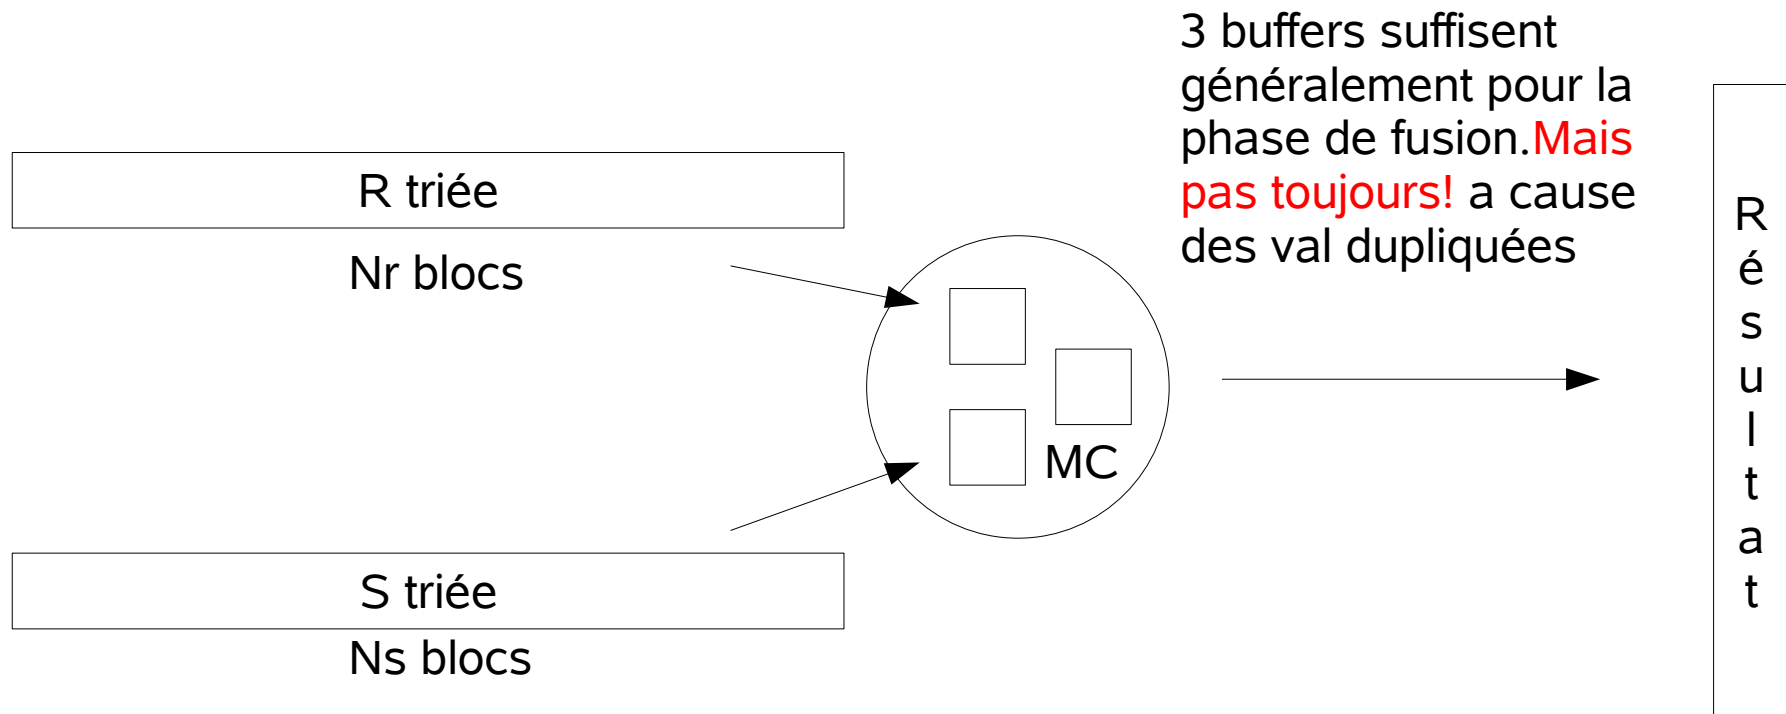 3 buffers suffisent
généralement pour la
phase de fusion.Mais
pas toujours! a cause
des val dupliquées
R triée
Nr blocs
MC
S triée
Ns blocs
R
é
s
u
l
t
a
t